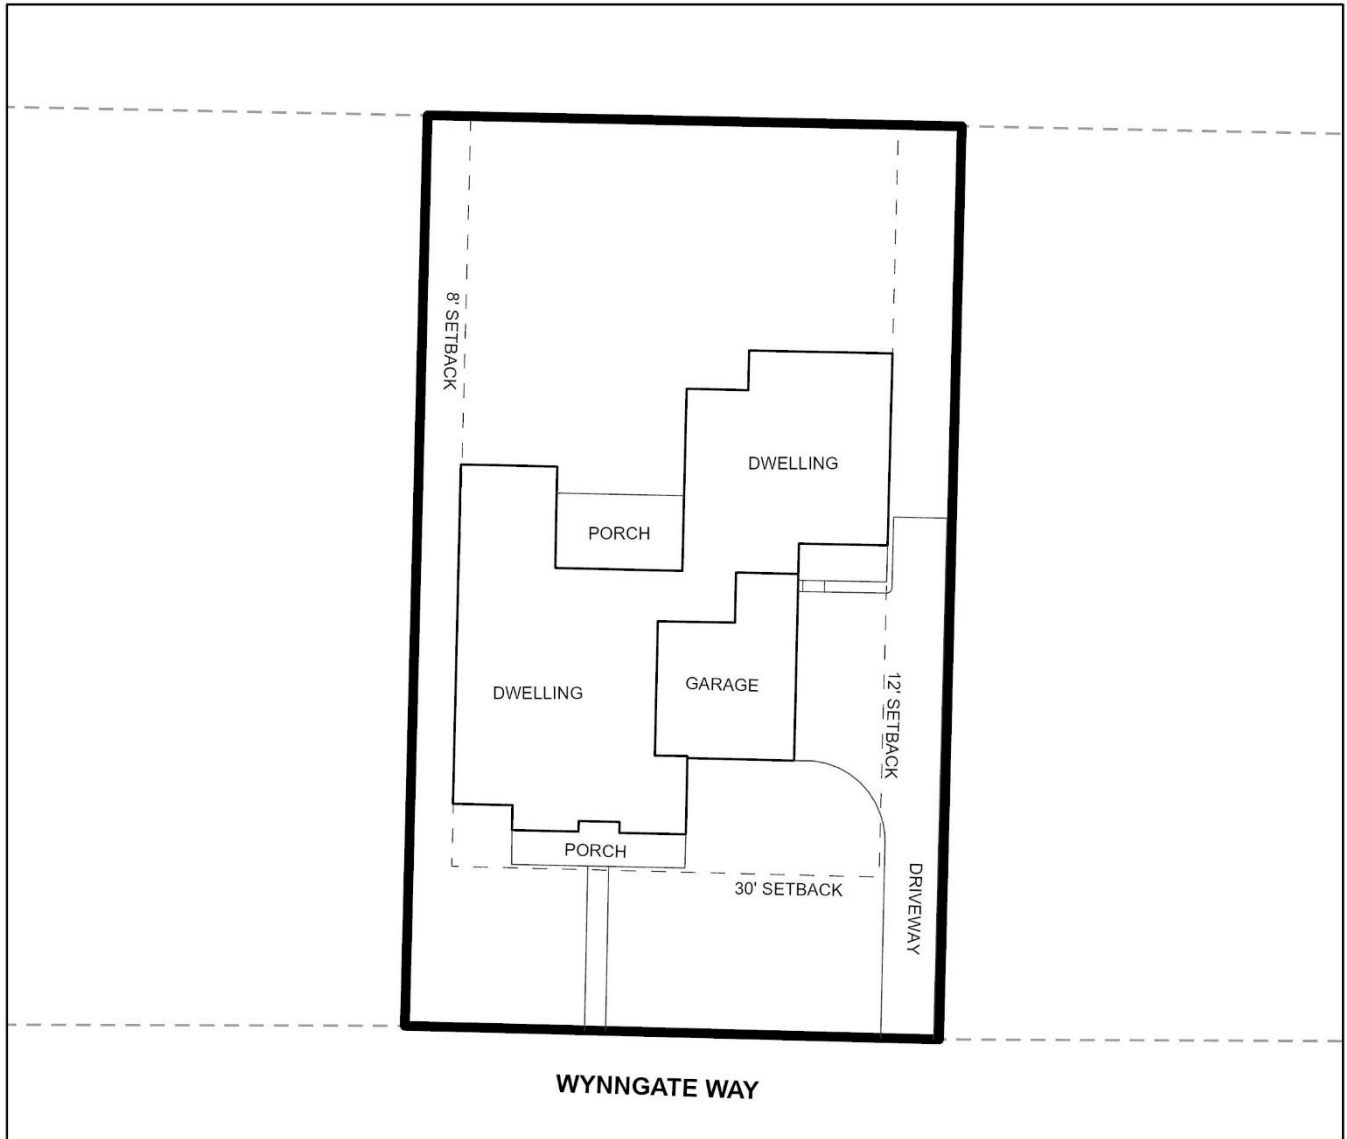 8' SETBACK
DWELLING
PORCH
DWELLING
GARAGE
12' SETBACK
PORCH
30' SETBACK
DRIVEWAY
WYNNGATE WAY